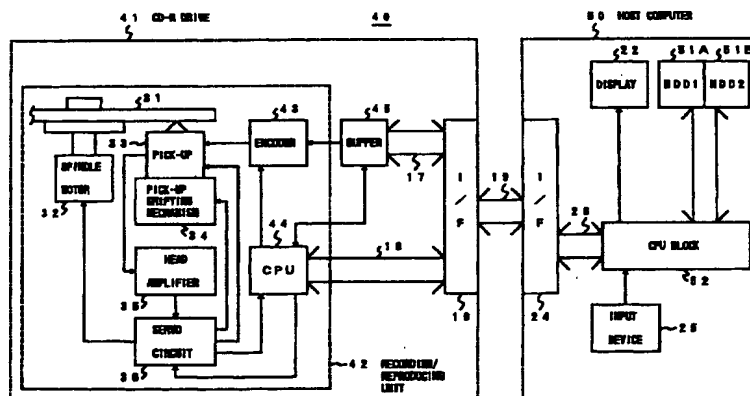 41 CD-R DRIVE
40
50 HOST COMPUTER
31
43
45
22
51A
51B
33
PICK-UP
ENCODER
BUFFER
DISPLAY
HDD1
HDD2
SPINDLE
MOTOR
32
PICK-UP
DRIFTING
MECHANISM
34
17
I/F
19
I/F
44
CPU
18
20
CPU BLOCK
52
HEAD
AMPLIFIER
35
16
24
INPUT
DEVICE
25
SERVO
CIRCUIT
36
42 RECORDING/
REPRODUCING
UNIT